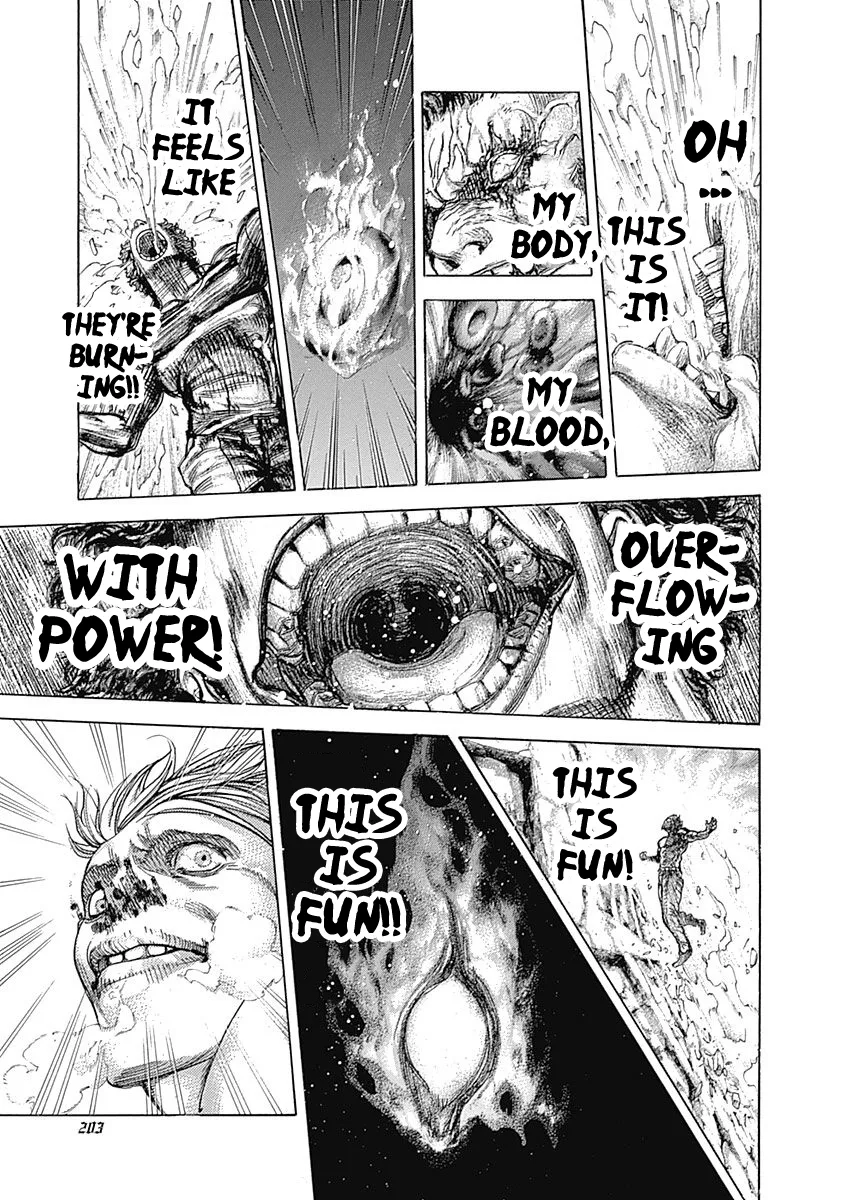 OH
...
THIS
IS
IT!
MY
BODY,
MY
BLOOD,
IT
FEELS
LIKE
THEY'RE
BURN-
ING!!
OVER-
FLOW-
ING
WITH
POWER!
THIS
IS
FUN!
THIS
IS
FUN!!
203